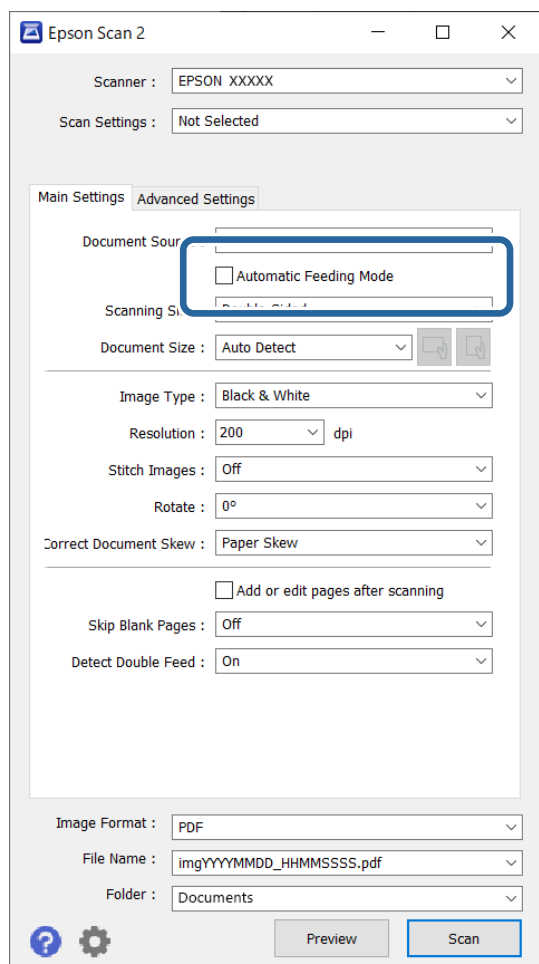 Epson Scan 2
Scanner : EPSON XXXXX
Scan Settings : Not Selected
Main Settings Advanced Settings
Document
Automatic Feeding Mode
Scanning
Document Size : Auto Detect
Image Type : Black & White
Resolution : 200 dpi
Stitch Images : Off
Rotate : 0°
Correct Document Skew : Paper Skew
Add or edit pages after scanning
Skip Blank Pages : Off
Detect Double Feed : On
Image Format : PDF
File Name : imgYYYYMMDD_HHMMSSSS.pdf
Folder : Documents
? Preview Scan